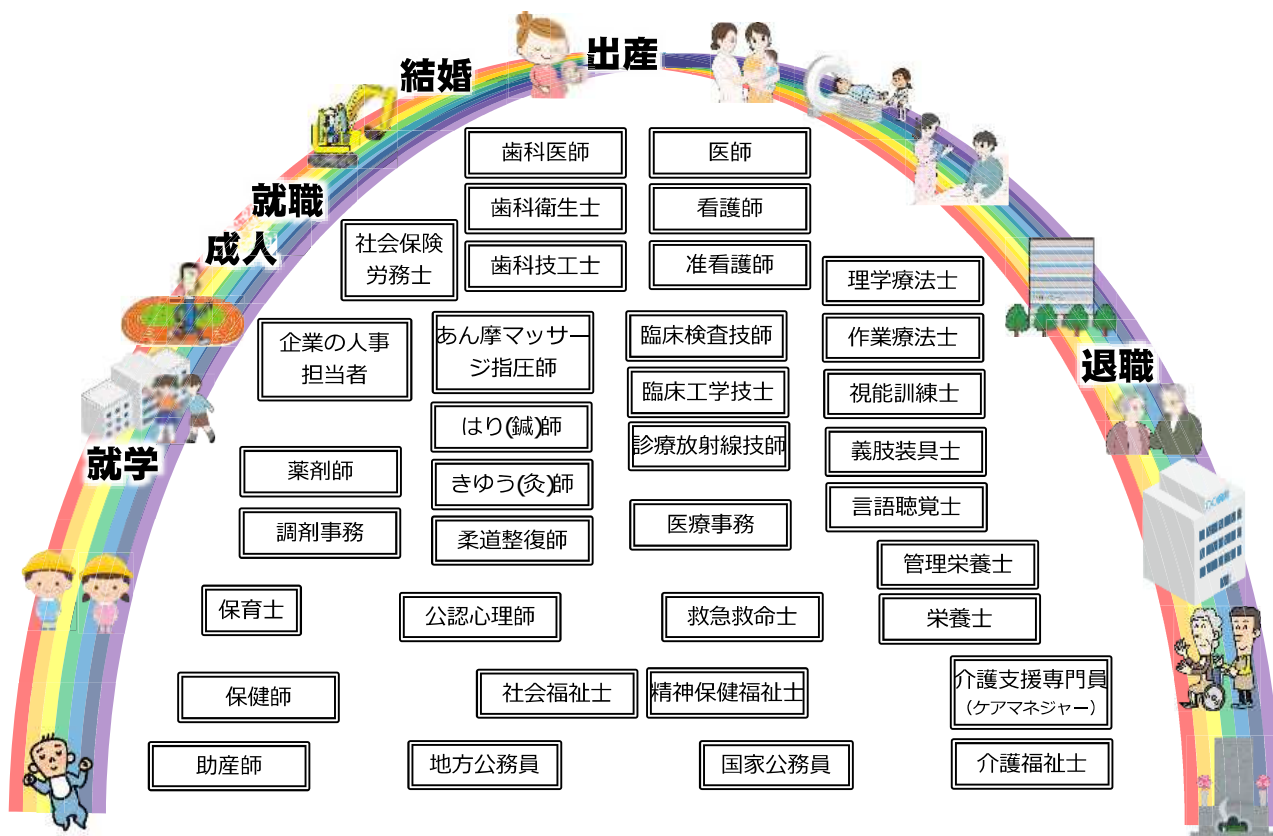 出産
結婚
就職
成人
就学
退職
歯科医師
医師
歯科衛生士
看護師
歯科技工士
准看護師
社会保険
労務士
理学療法士
企業の人事
担当者
あん摩マッサー
ジ指圧師
臨床検査技師
作業療法士
臨床工学技士
視能訓練士
はり(鍼)師
診療放射線技師
義肢装具士
薬剤師
きゆう(灸)師
言語聴覚士
調剤事務
柔道整復師
医療事務
管理栄養士
保育士
公認心理師
救急救命士
栄養士
保健師
社会福祉士
精神保健福祉士
介護支援専門員
（ケアマネジャー）
助産師
地方公務員
国家公務員
介護福祉士